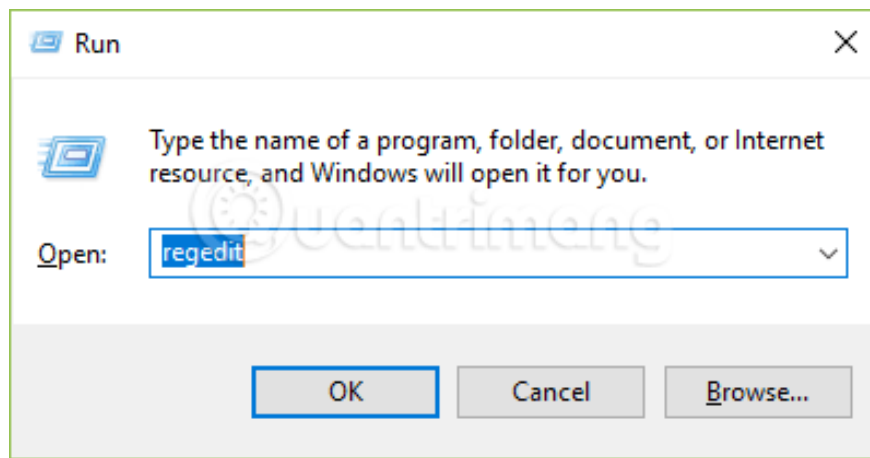 Run
Type the name of a program, folder, document, or Internet
resource, and Windows will open it for you.
Quantrimang
Open:
regedit
OK
Cancel
Browse...